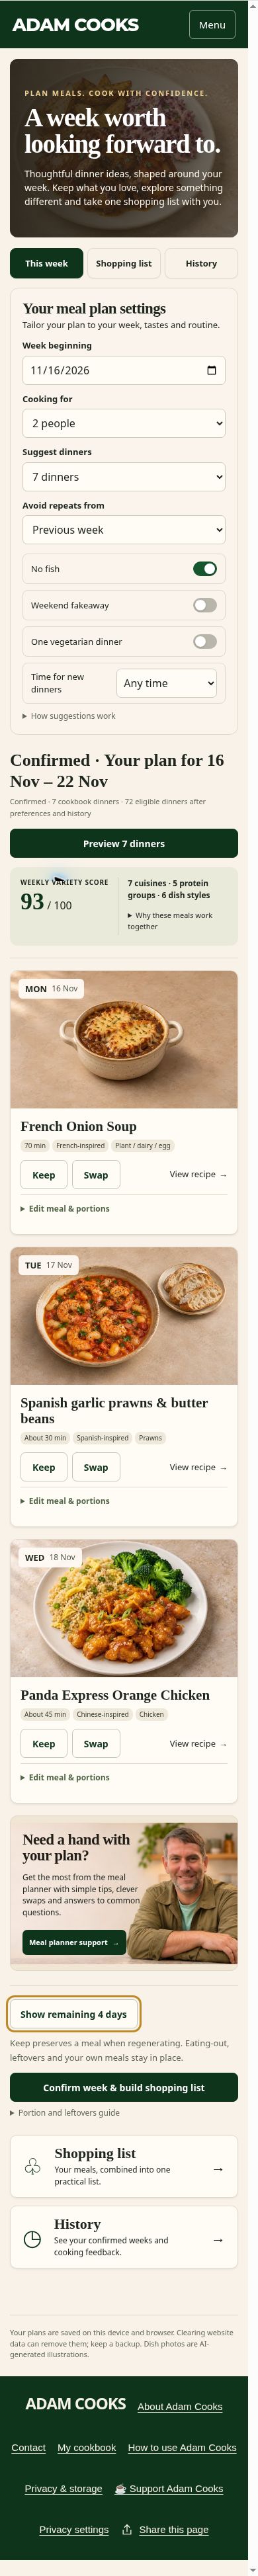 ADAM COOKS
Menu
PLAN MEALS. COOK WITH CONFIDENCE.
A week worth
looking forward to.
Thoughtful dinner ideas, shaped around your
week. Keep what you love, explore something
different and take one shopping list with you.
This week
Shopping list
History
Your meal plan settings
Tailor your plan to your week, tastes and routine.
Week beginning
11/16/2026
Cooking for
2 people
Suggest dinners
7 dinners
Avoid repeats from
Previous week
No fish
Weekend fakeaway
One vegetarian dinner
Time for new
dinners
Any time
How suggestions work
Confirmed · Your plan for 16
Nov – 22 Nov
Confirmed · 7 cookbook dinners · 72 eligible dinners after
preferences and history
Preview 7 dinners
WEEKLY VARIETY SCORE
93 / 100
7 cuisines · 5 protein
groups · 6 dish styles
Why these meals work
together
MON 16 Nov
French Onion Soup
70 min
French-inspired
Plant / dairy / egg
Keep
Swap
View recipe →
Edit meal & portions
TUE 17 Nov
Spanish garlic prawns & butter
beans
About 30 min
Spanish-inspired
Prawns
Keep
Swap
View recipe →
Edit meal & portions
WED 18 Nov
Panda Express Orange Chicken
About 45 min
Chinese-inspired
Chicken
Keep
Swap
View recipe →
Edit meal & portions
Need a hand with
your plan?
Get the most from the meal
planner with simple tips, clever
swaps and answers to common
questions.
Meal planner support →
Show remaining 4 days
Keep preserves a meal when regenerating. Eating-out,
leftovers and your own meals stay in place.
Confirm week & build shopping list
Portion and leftovers guide
Shopping list
Your meals, combined into one
practical list.
→
History
See your confirmed weeks and
cooking feedback.
→
Your plans are saved on this device and browser. Clearing website
data can remove them; keep a backup. Dish photos are AI-
generated illustrations.
ADAM COOKS
About Adam Cooks
Contact
My cookbook
How to use Adam Cooks
Privacy & storage
☕ Support Adam Cooks
Privacy settings
Share this page